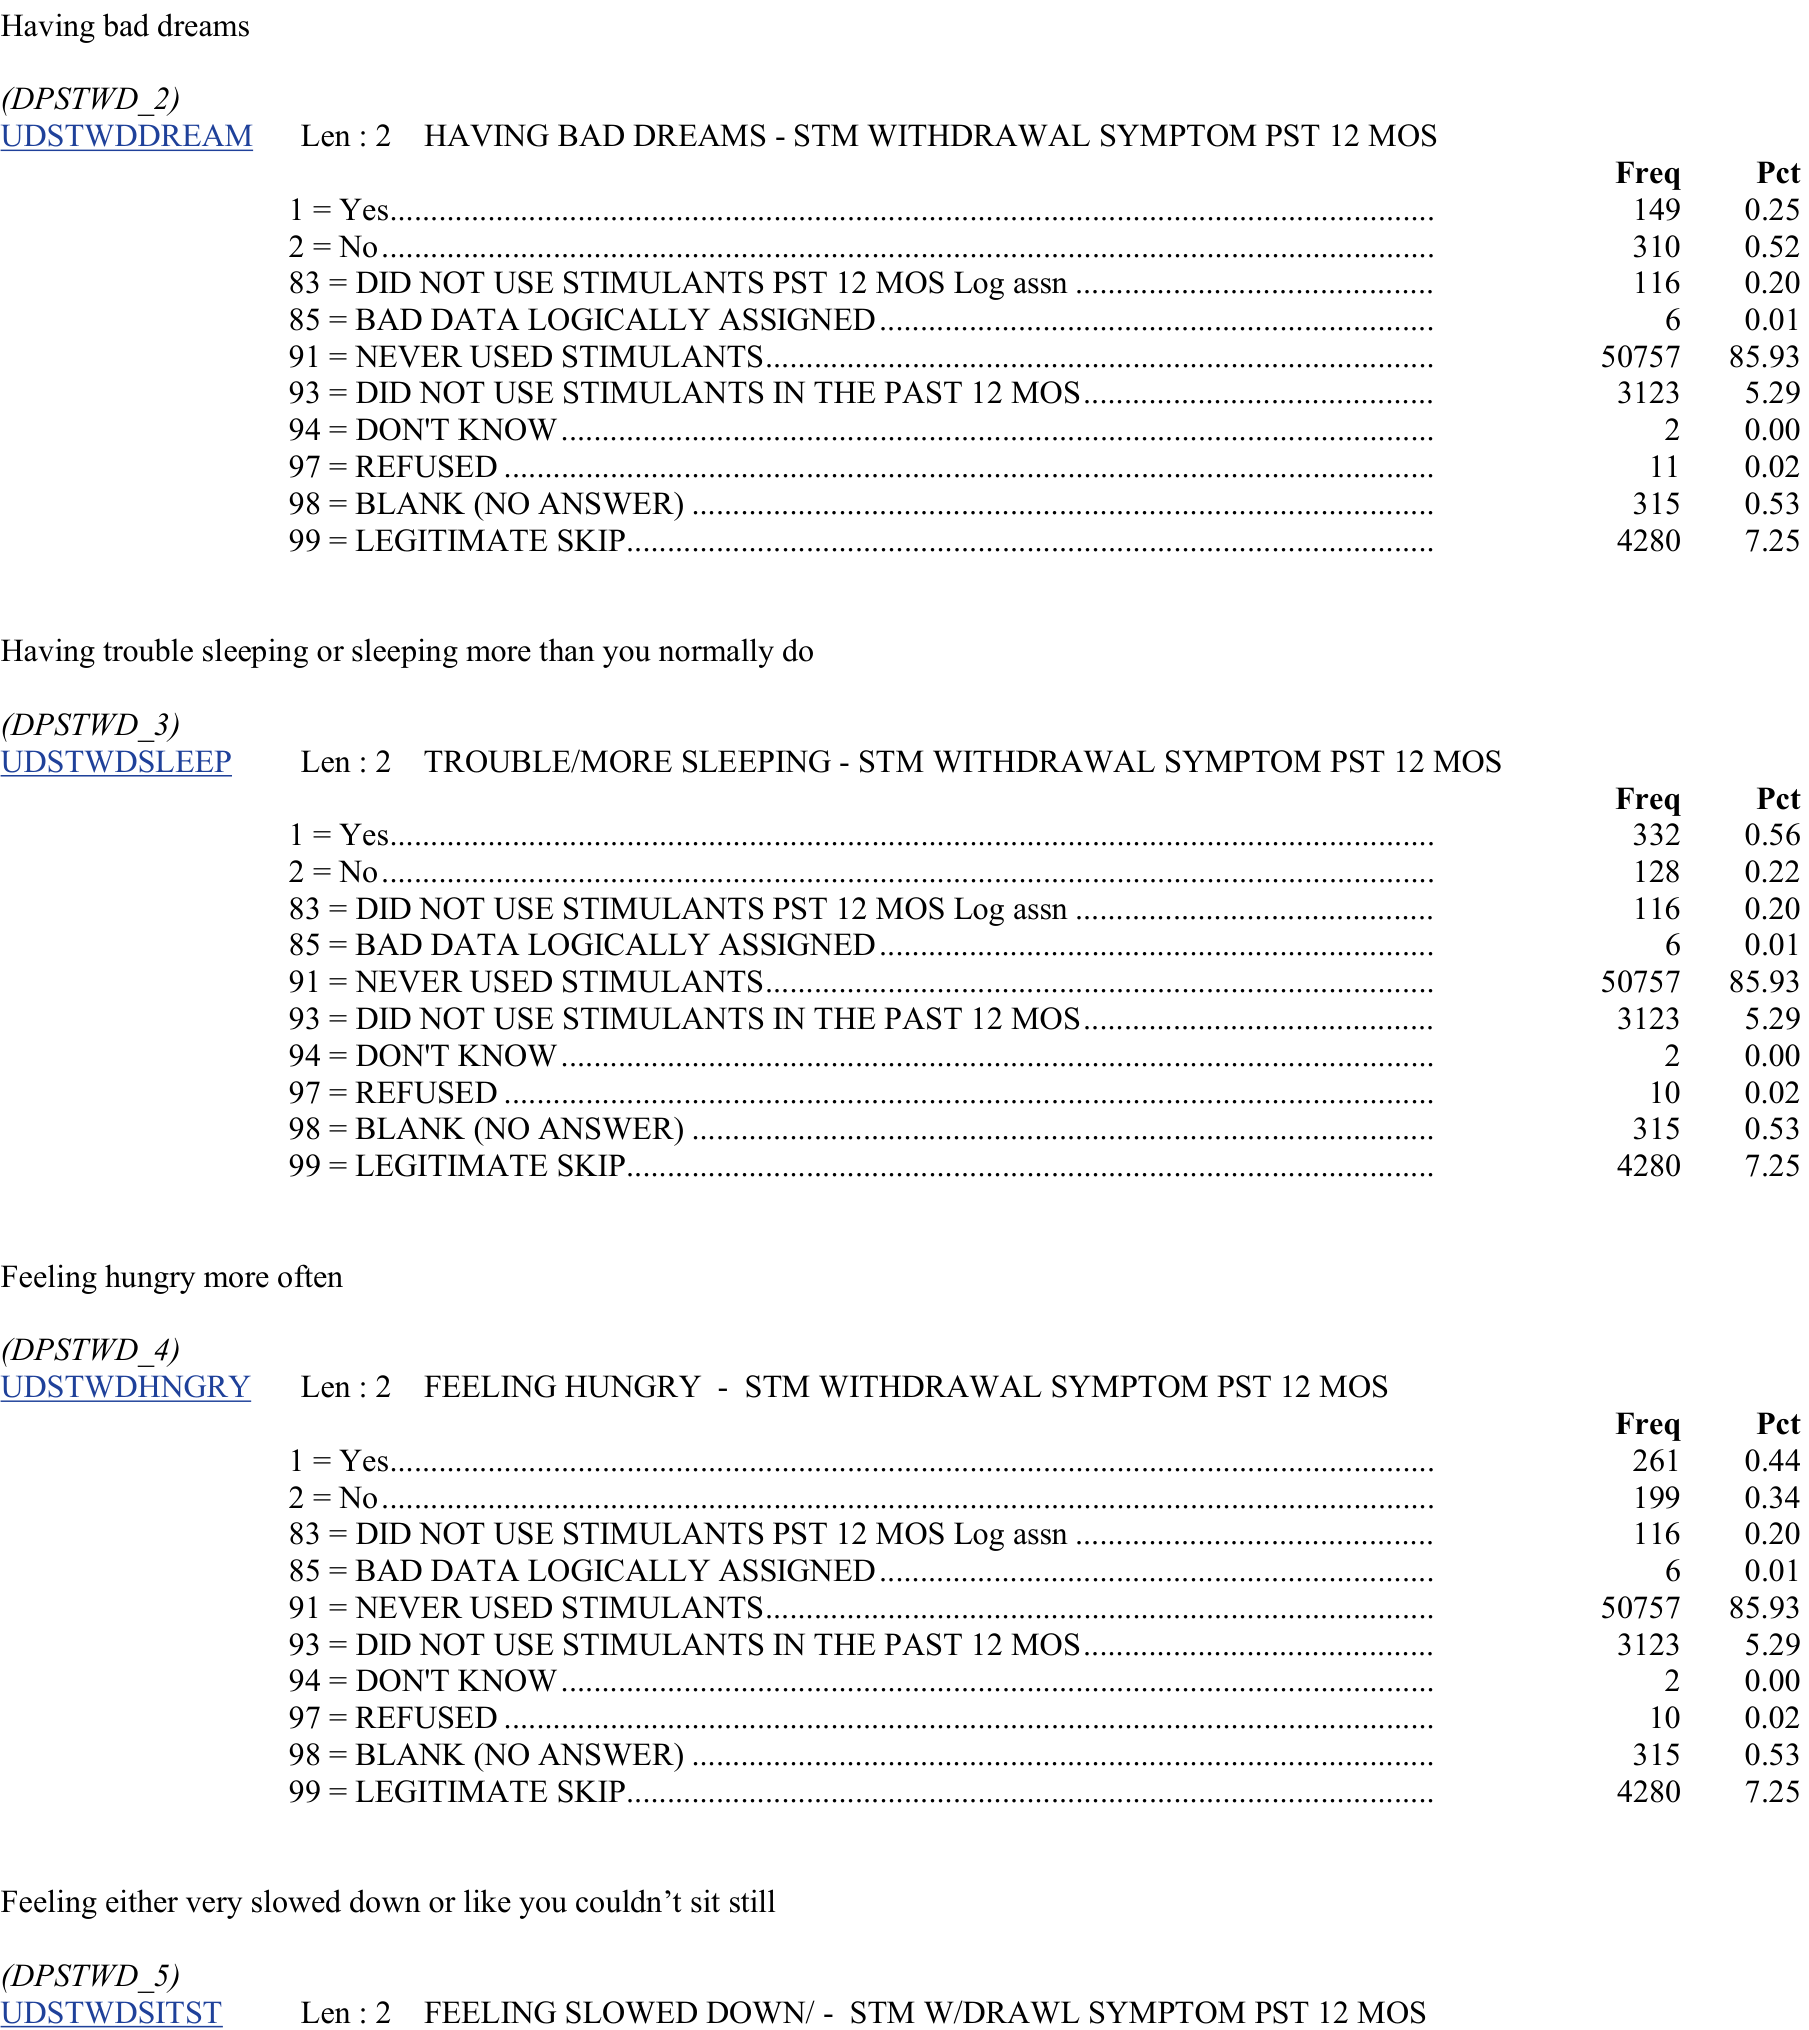 Having bad dreams
(DPSTWD_2)
UDSTWDDREAM Len : 2 HAVING BAD DREAMS - STM WITHDRAWAL SYMPTOM PST 12 MOS
Freq Pct
1 = Yes 149 0.25
2 = No 310 0.52
83 = DID NOT USE STIMULANTS PST 12 MOS Log assn 116 0.20
85 = BAD DATA LOGICALLY ASSIGNED 6 0.01
91 = NEVER USED STIMULANTS 50757 85.93
93 = DID NOT USE STIMULANTS IN THE PAST 12 MOS 3123 5.29
94 = DON'T KNOW 2 0.00
97 = REFUSED 11 0.02
98 = BLANK (NO ANSWER) 315 0.53
99 = LEGITIMATE SKIP 4280 7.25
Having trouble sleeping or sleeping more than you normally do
(DPSTWD_3)
UDSTWDSLEEP Len : 2 TROUBLE/MORE SLEEPING - STM WITHDRAWAL SYMPTOM PST 12 MOS
Freq Pct
1 = Yes 332 0.56
2 = No 128 0.22
83 = DID NOT USE STIMULANTS PST 12 MOS Log assn 116 0.20
85 = BAD DATA LOGICALLY ASSIGNED 6 0.01
91 = NEVER USED STIMULANTS 50757 85.93
93 = DID NOT USE STIMULANTS IN THE PAST 12 MOS 3123 5.29
94 = DON'T KNOW 2 0.00
97 = REFUSED 10 0.02
98 = BLANK (NO ANSWER) 315 0.53
99 = LEGITIMATE SKIP 4280 7.25
Feeling hungry more often
(DPSTWD_4)
UDSTWDHNGRY Len : 2 FEELING HUNGRY - STM WITHDRAWAL SYMPTOM PST 12 MOS
Freq Pct
1 = Yes 261 0.44
2 = No 199 0.34
83 = DID NOT USE STIMULANTS PST 12 MOS Log assn 116 0.20
85 = BAD DATA LOGICALLY ASSIGNED 6 0.01
91 = NEVER USED STIMULANTS 50757 85.93
93 = DID NOT USE STIMULANTS IN THE PAST 12 MOS 3123 5.29
94 = DON'T KNOW 2 0.00
97 = REFUSED 10 0.02
98 = BLANK (NO ANSWER) 315 0.53
99 = LEGITIMATE SKIP 4280 7.25
Feeling either very slowed down or like you couldn’t sit still
(DPSTWD_5)
UDSTWDSITST Len : 2 FEELING SLOWED DOWN/ - STM W/DRAWL SYMPTOM PST 12 MOS